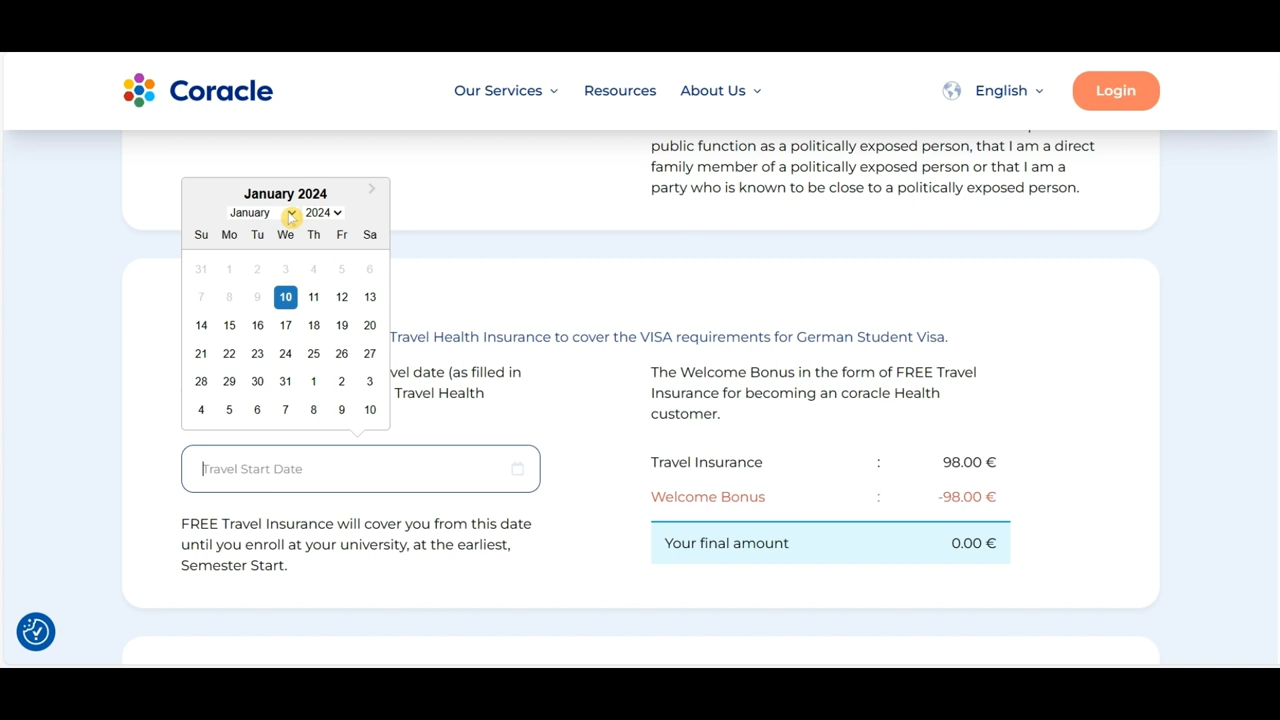 Coracle
Our Services
Resources
About Us
English
Login
public function as a politically exposed person, that I am a direct
family member of a politically exposed person or that I am a
party who is known to be close to a politically exposed person.
January 2024
January 2024
Su Mo Tu We Th Fr Sa
31 1 2 3 4 5 6
7 8 9 10 11 12 13
14 15 16 17 18 19 20
21 22 23 24 25 26 27
28 29 30 31 1 2 3
4 5 6 7 8 9 10
Travel Health Insurance to cover the VISA requirements for German Student Visa.
vel date (as filled in
Travel Health
Travel Start Date
FREE Travel Insurance will cover you from this date
until you enroll at your university, at the earliest,
Semester Start.
The Welcome Bonus in the form of FREE Travel
Insurance for becoming an coracle Health
customer.
Travel Insurance : 98.00 €
Welcome Bonus : -98.00 €
Your final amount 0.00 €